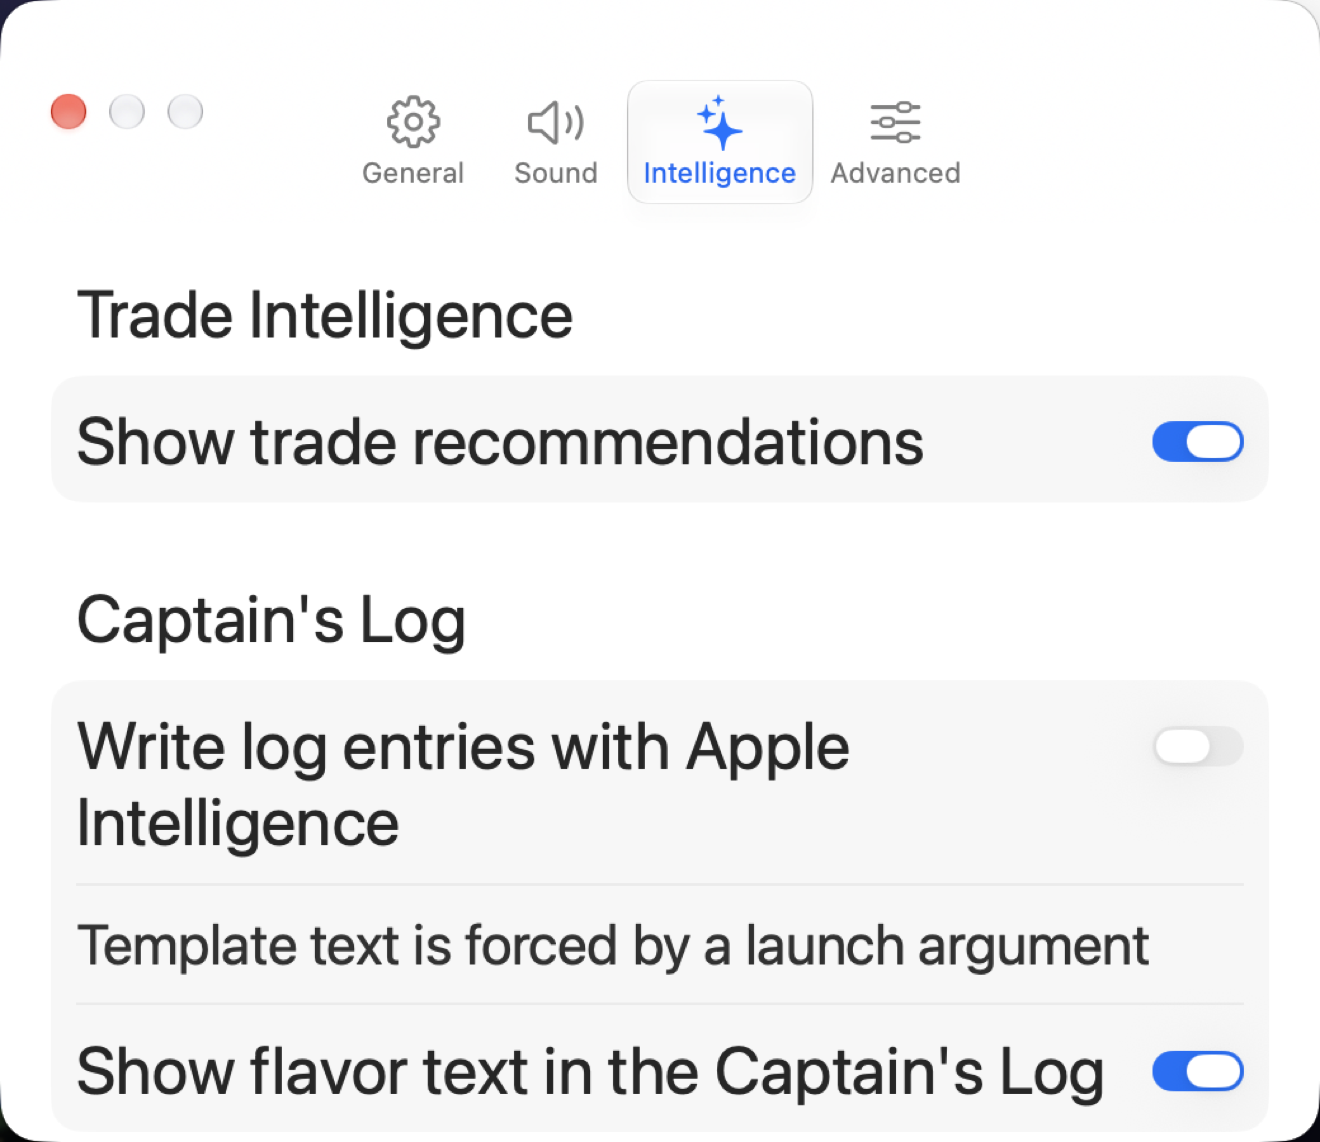 General
Sound
Intelligence
Advanced
Trade Intelligence
Show trade recommendations
Captain's Log
Write log entries with Apple
Intelligence
Template text is forced by a launch argument
Show flavor text in the Captain's Log